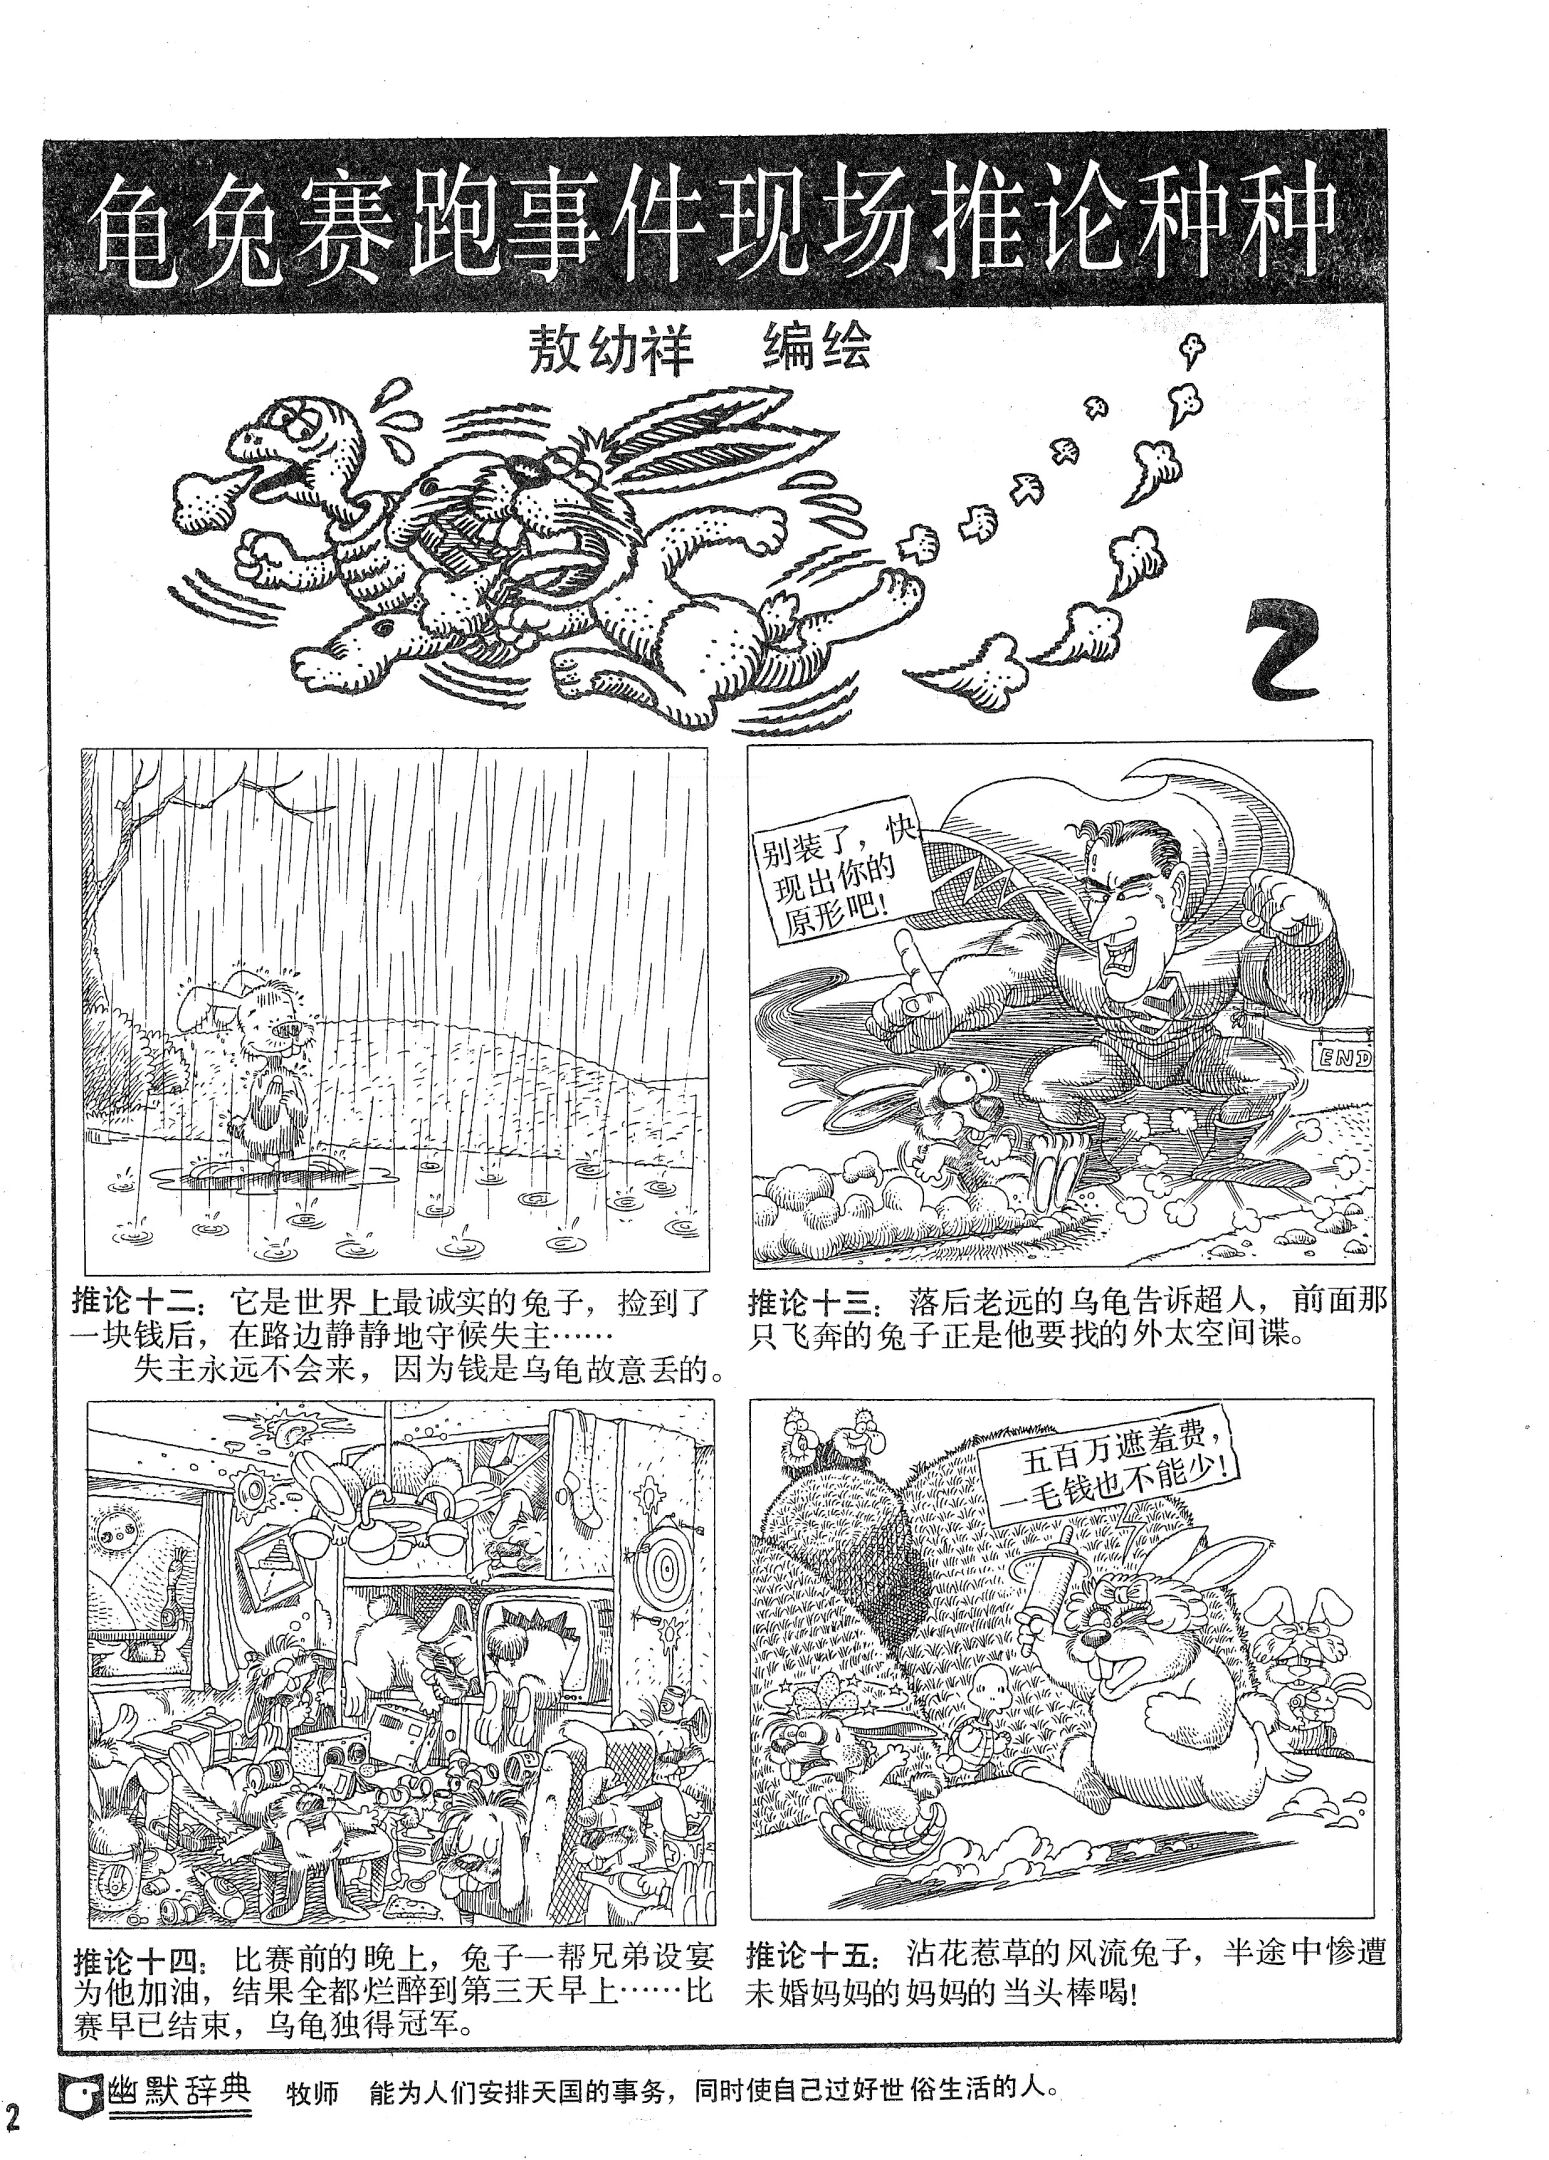 龟兔赛跑事件现场推论种种
敖幼祥 编绘
2
别装了，快
现出你的
原形吧！
END
推论十二：它是世界上最诚实的兔子，捡到了
一块钱后，在路边静静地守候失主……
失主永远不会来，因为钱是乌龟故意丢的。
推论十三：落后老远的乌龟告诉超人，前面那
只飞奔的兔子正是他要找的外太空间谍。
五百万遮羞费，
一毛钱也不能少！
推论十四：比赛前的晚上，兔子一帮兄弟设宴
为他加油，结果全都烂醉到第三天早上……比
赛早已结束，乌龟独得冠军。
推论十五：沾花惹草的风流兔子，半途中惨遭
未婚妈妈的妈妈的当头棒喝！
幽默辞典 牧师 能为人们安排天国的事务，同时使自己过好世俗生活的人。
2